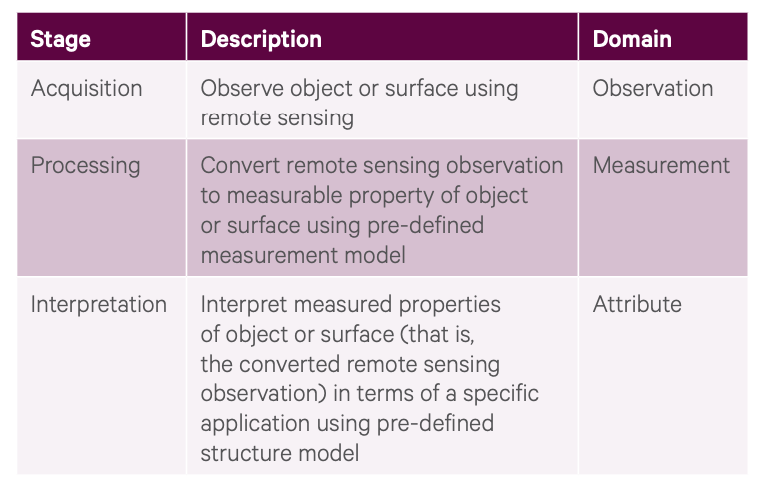 Stage Description Domain
Acquisition Observe object or surface using Observation
remote sensing
Processing Convert remote sensing observation Measurement
to measurable property of object
or surface using pre-defined
measurement model
Interpretation Interpret measured properties Attribute
of object or surface (that is,
the converted remote sensing
observation) in terms of a specific
application using pre-defined
structure model